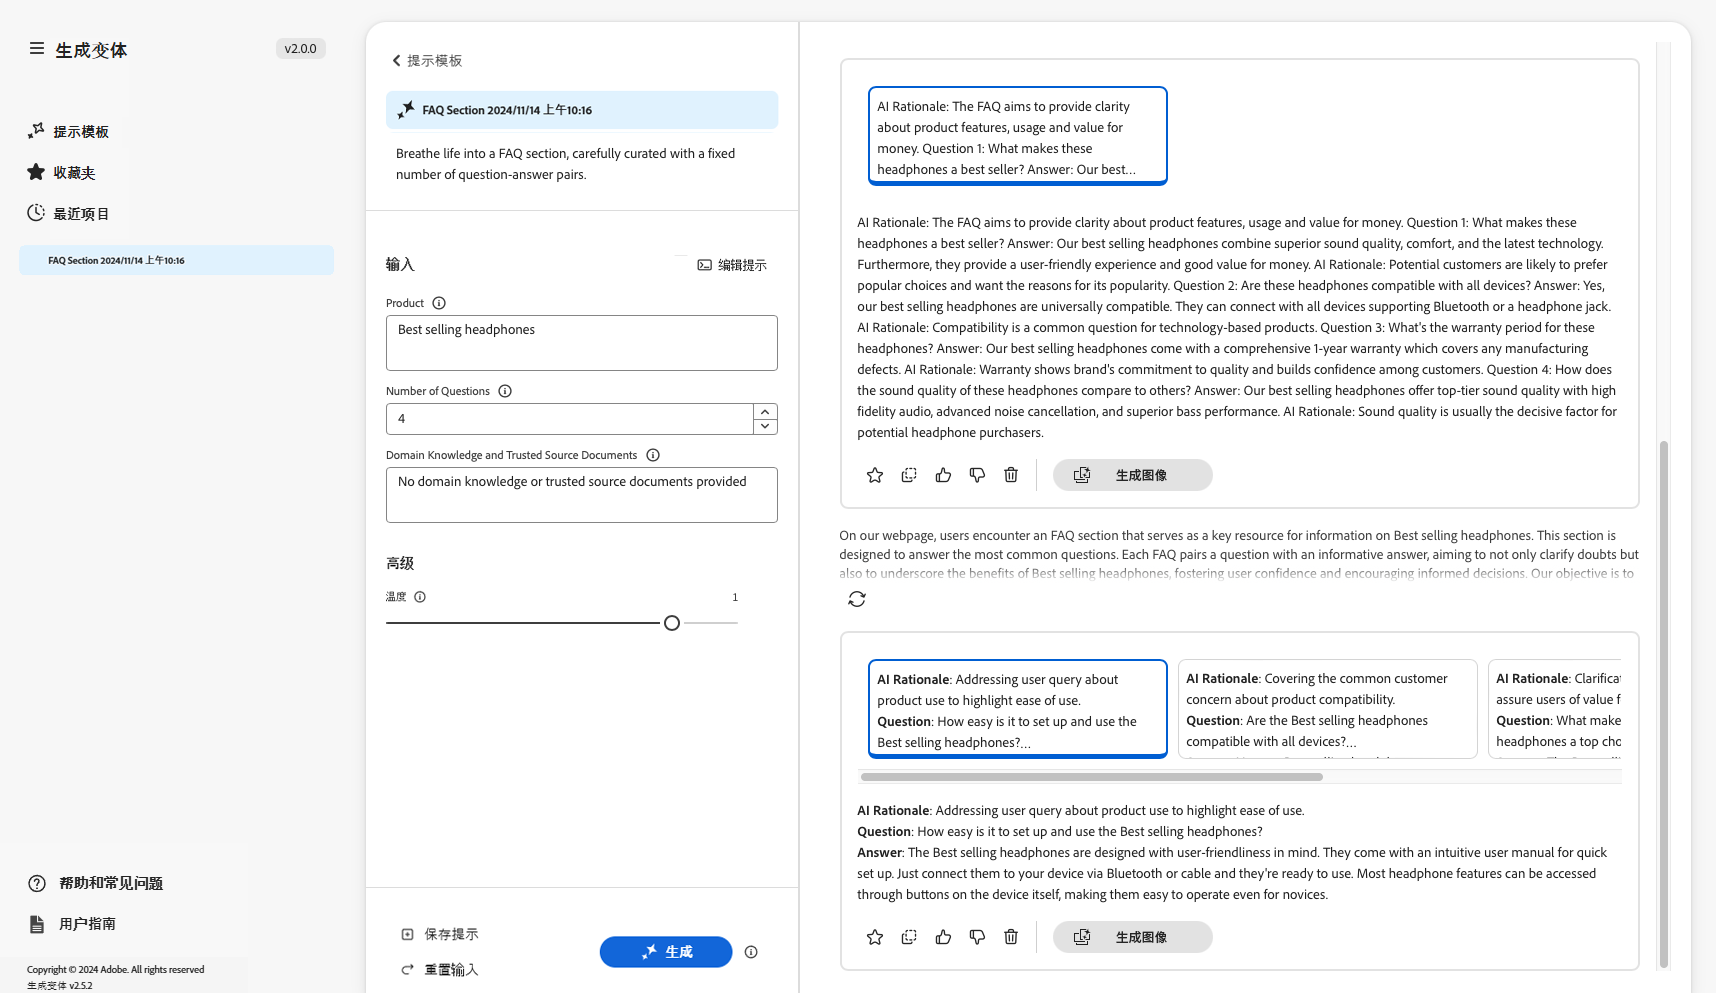 生成变体
v2.0.0
提示模板
收藏夹
最近项目
FAQ Section 2024/11/14 上午10:16
帮助和常见问题
用户指南
Copyright © 2024 Adobe. All rights reserved
生成变体 v2.5.2
提示模板
FAQ Section 2024/11/14 上午10:16
Breathe life into a FAQ section, carefully curated with a fixed
number of question-answer pairs.
输入
编辑提示
Product
Best selling headphones
Number of Questions
4
Domain Knowledge and Trusted Source Documents
No domain knowledge or trusted source documents provided
高级
温度
1
保存提示
重置输入
生成
AI Rationale: The FAQ aims to provide clarity
about product features, usage and value for
money. Question 1: What makes these
headphones a best seller? Answer: Our best...
AI Rationale: The FAQ aims to provide clarity about product features, usage and value for money. Question 1: What makes these
headphones a best seller? Answer: Our best selling headphones combine superior sound quality, comfort, and the latest technology.
Furthermore, they provide a user-friendly experience and good value for money. AI Rationale: Potential customers are likely to prefer
popular choices and want the reasons for its popularity. Question 2: Are these headphones compatible with all devices? Answer: Yes,
our best selling headphones are universally compatible. They can connect with all devices supporting Bluetooth or a headphone jack.
AI Rationale: Compatibility is a common question for technology-based products. Question 3: What's the warranty period for these
headphones? Answer: Our best selling headphones come with a comprehensive 1-year warranty which covers any manufacturing
defects. AI Rationale: Warranty shows brand's commitment to quality and builds confidence among customers. Question 4: How does
the sound quality of these headphones compare to others? Answer: Our best selling headphones offer top-tier sound quality with high
fidelity audio, advanced noise cancellation, and superior bass performance. AI Rationale: Sound quality is usually the decisive factor for
potential headphone purchasers.
生成图像
On our webpage, users encounter an FAQ section that serves as a key resource for information on Best selling headphones. This section is
designed to answer the most common questions. Each FAQ pairs a question with an informative answer, aiming to not only clarify doubts but
also to underscore the benefits of Best selling headphones, fostering user confidence and encouraging informed decisions. Our objective is to
AI Rationale: Addressing user query about
product use to highlight ease of use.
Question: How easy is it to set up and use the
Best selling headphones?...
AI Rationale: Covering the common customer
concern about product compatibility.
Question: Are the Best selling headphones
compatible with all devices?...
AI Rationale:
assure users of value
Question: What make
headphones a top
AI Rationale: Addressing user query about product use to highlight ease of use.
Question: How easy is it to set up and use the Best selling headphones?
Answer: The Best selling headphones are designed with user-friendliness in mind. They come with an intuitive user manual for quick
set up. Just connect them to your device via Bluetooth or cable and they're ready to use. Most headphone features can be accessed
through buttons on the device itself, making them easy to operate even for novices.
生成图像